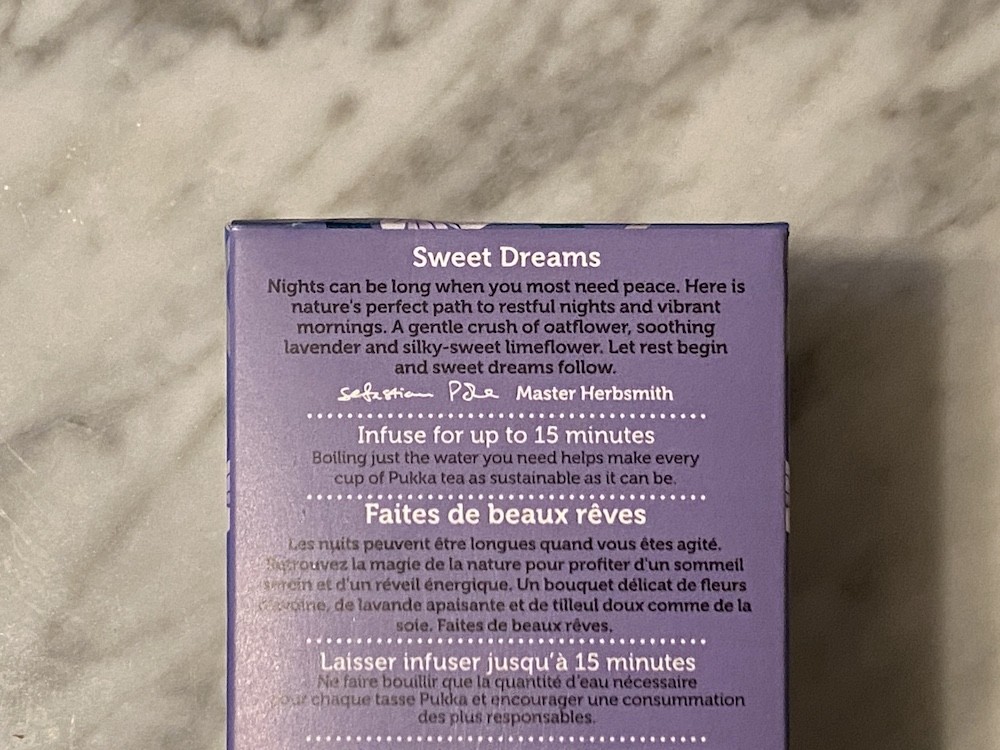 Sweet Dreams
Nights can be long when you most need peace. Here is
nature's perfect path to restful nights and vibrant
mornings. A gentle crush of oatflower, soothing
lavender and silky-sweet limeflower. Let rest begin
and sweet dreams follow.
Sebastian Pole Master Herbsmith
Infuse for up to 15 minutes
Boiling just the water you need helps make every
cup of Pukka tea as sustainable as it can be.
Faites de beaux rêves
Les nuits peuvent être longues quand vous êtes agité.
Retrouvez la magie de la nature pour profiter d'un sommeil
serein et d'un réveil énergique. Un bouquet délicat de fleurs
d'avoine, de lavande apaisante et de tilleul doux comme de la
soie. Faites de beaux rêves.
Laisser infuser jusqu'à 15 minutes
Ne faire bouillir que la quantité d'eau nécessaire
pour chaque tasse Pukka et encourager une consommation
des plus responsables.